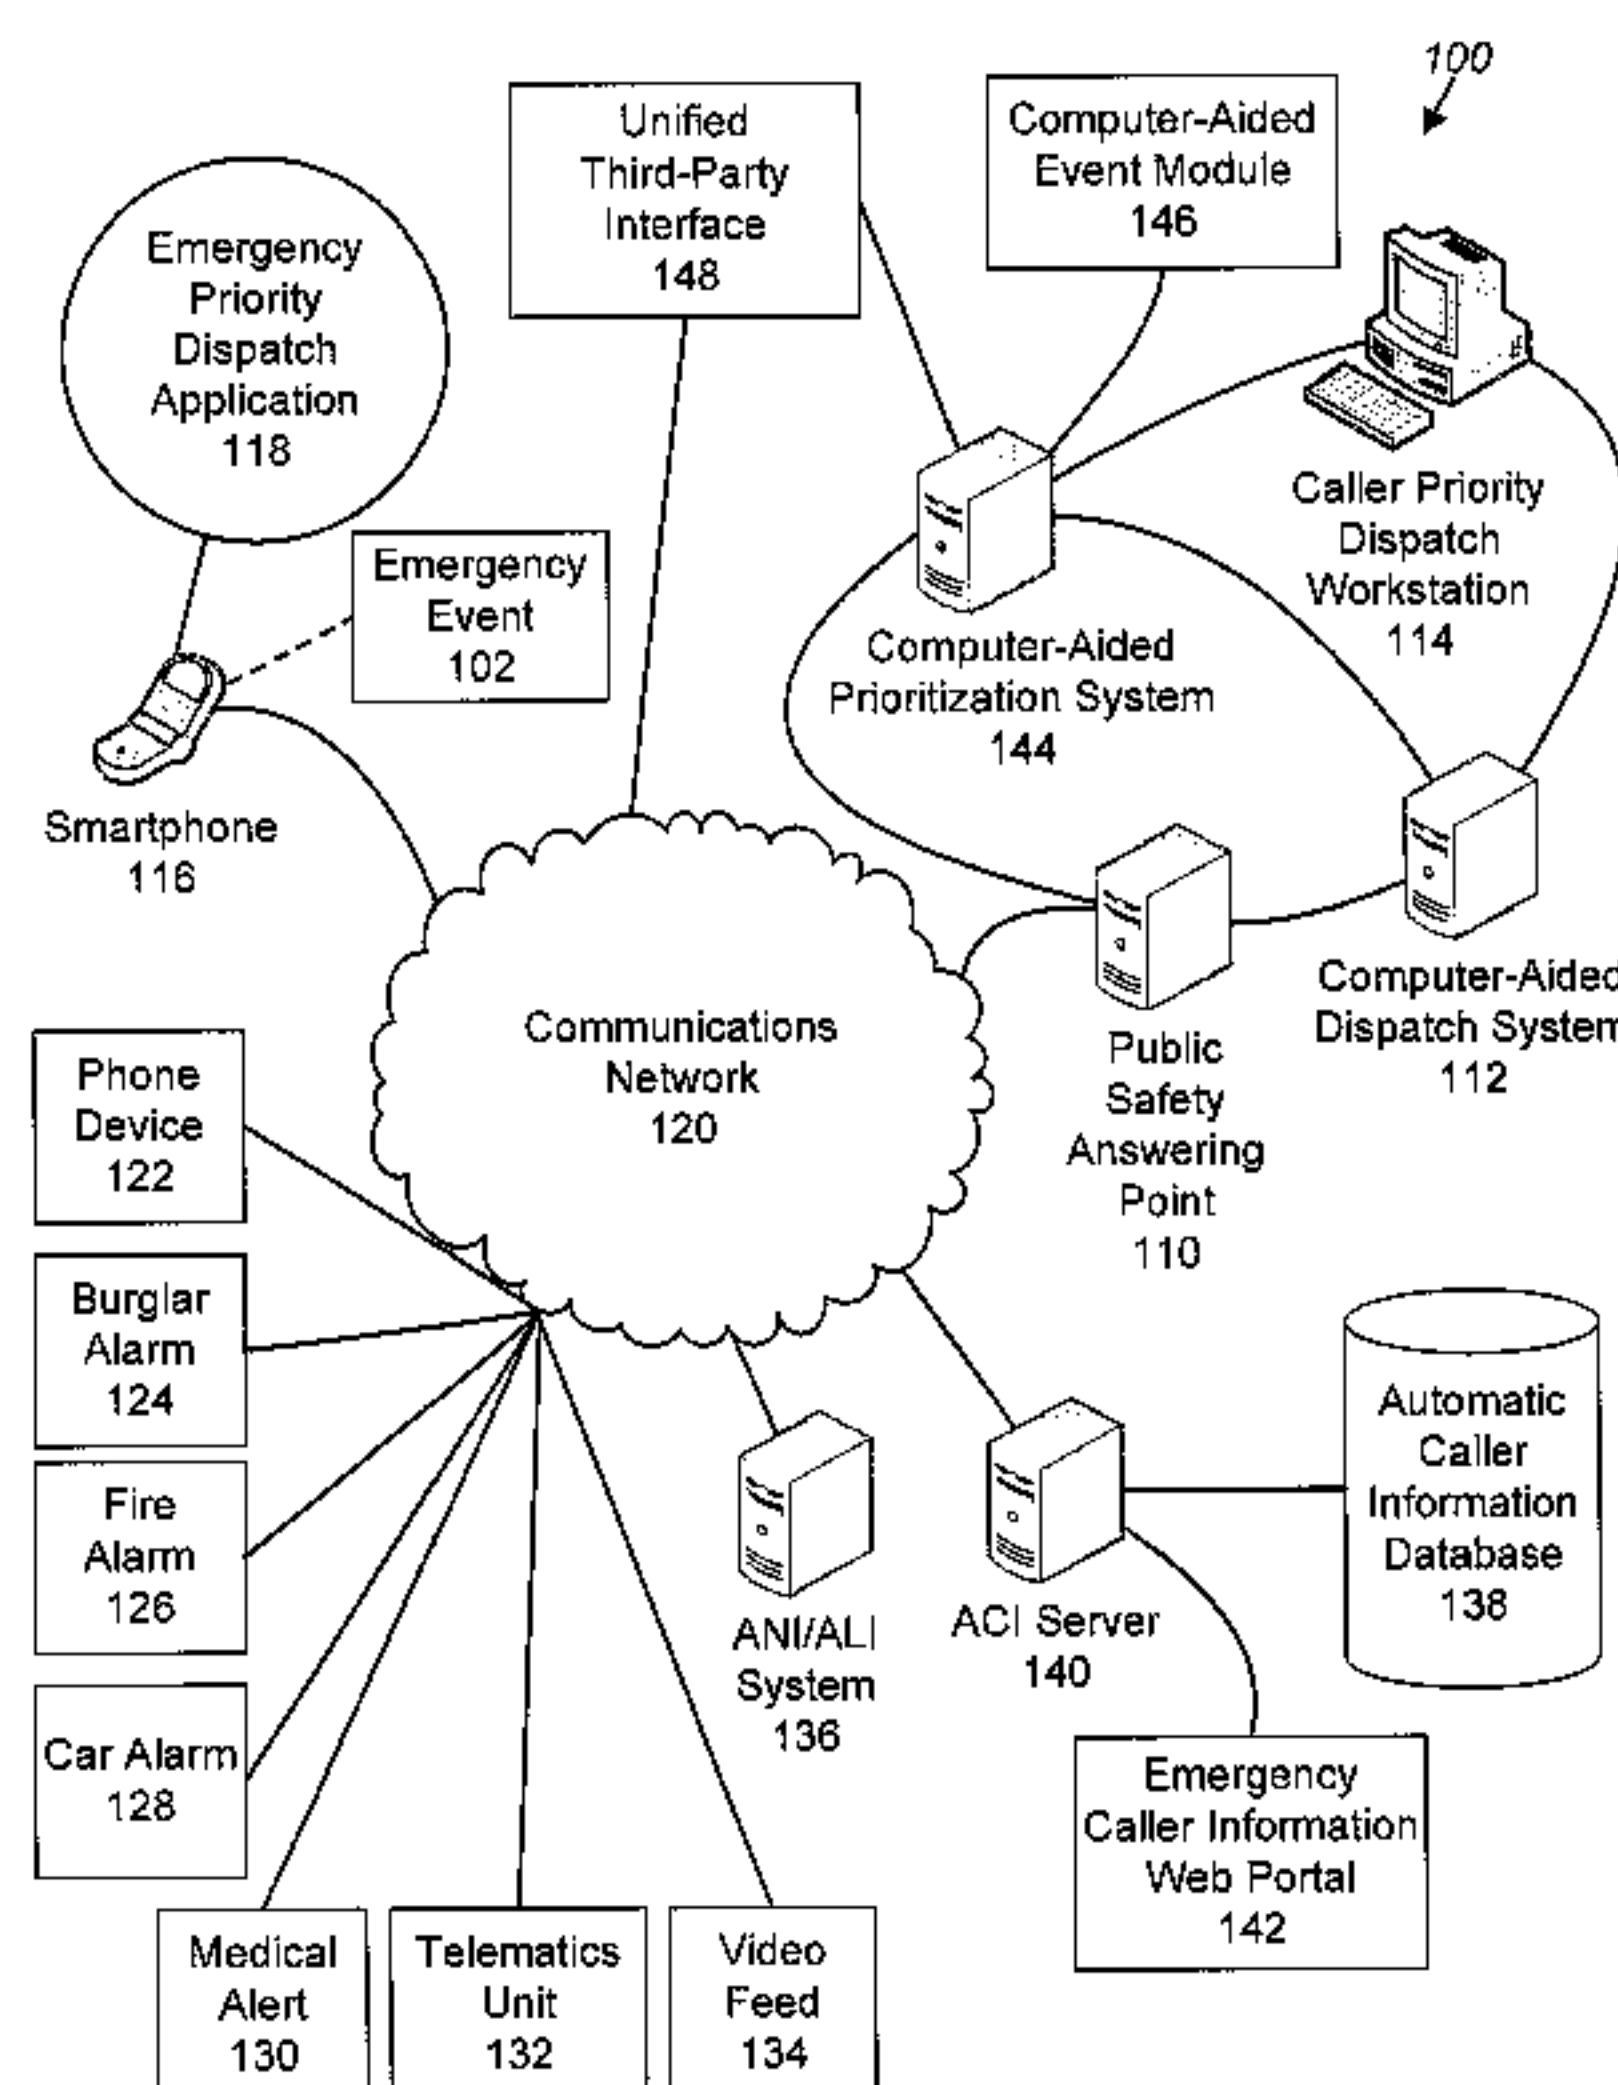 100
Unified
Third-Party
Interface
148
Computer-Aided
Event Module
146
Emergency
Priority
Dispatch
Application
118
Emergency
Event
102
Caller Priority
Dispatch
Workstation
114
Computer-Aided
Prioritization System
144
Smartphone
116
Communications
Network
120
Computer-Aided
Dispatch System
112
Public
Safety
Answering
Point
110
Phone
Device
122
Burglar
Alarm
124
Fire
Alarm
126
Car Alarm
128
Automatic
Caller
Information
Database
138
ANI/ALI
System
136
ACI Server
140
Emergency
Caller Information
Web Portal
142
Medical
Alert
130
Telematics
Unit
132
Video
Feed
134